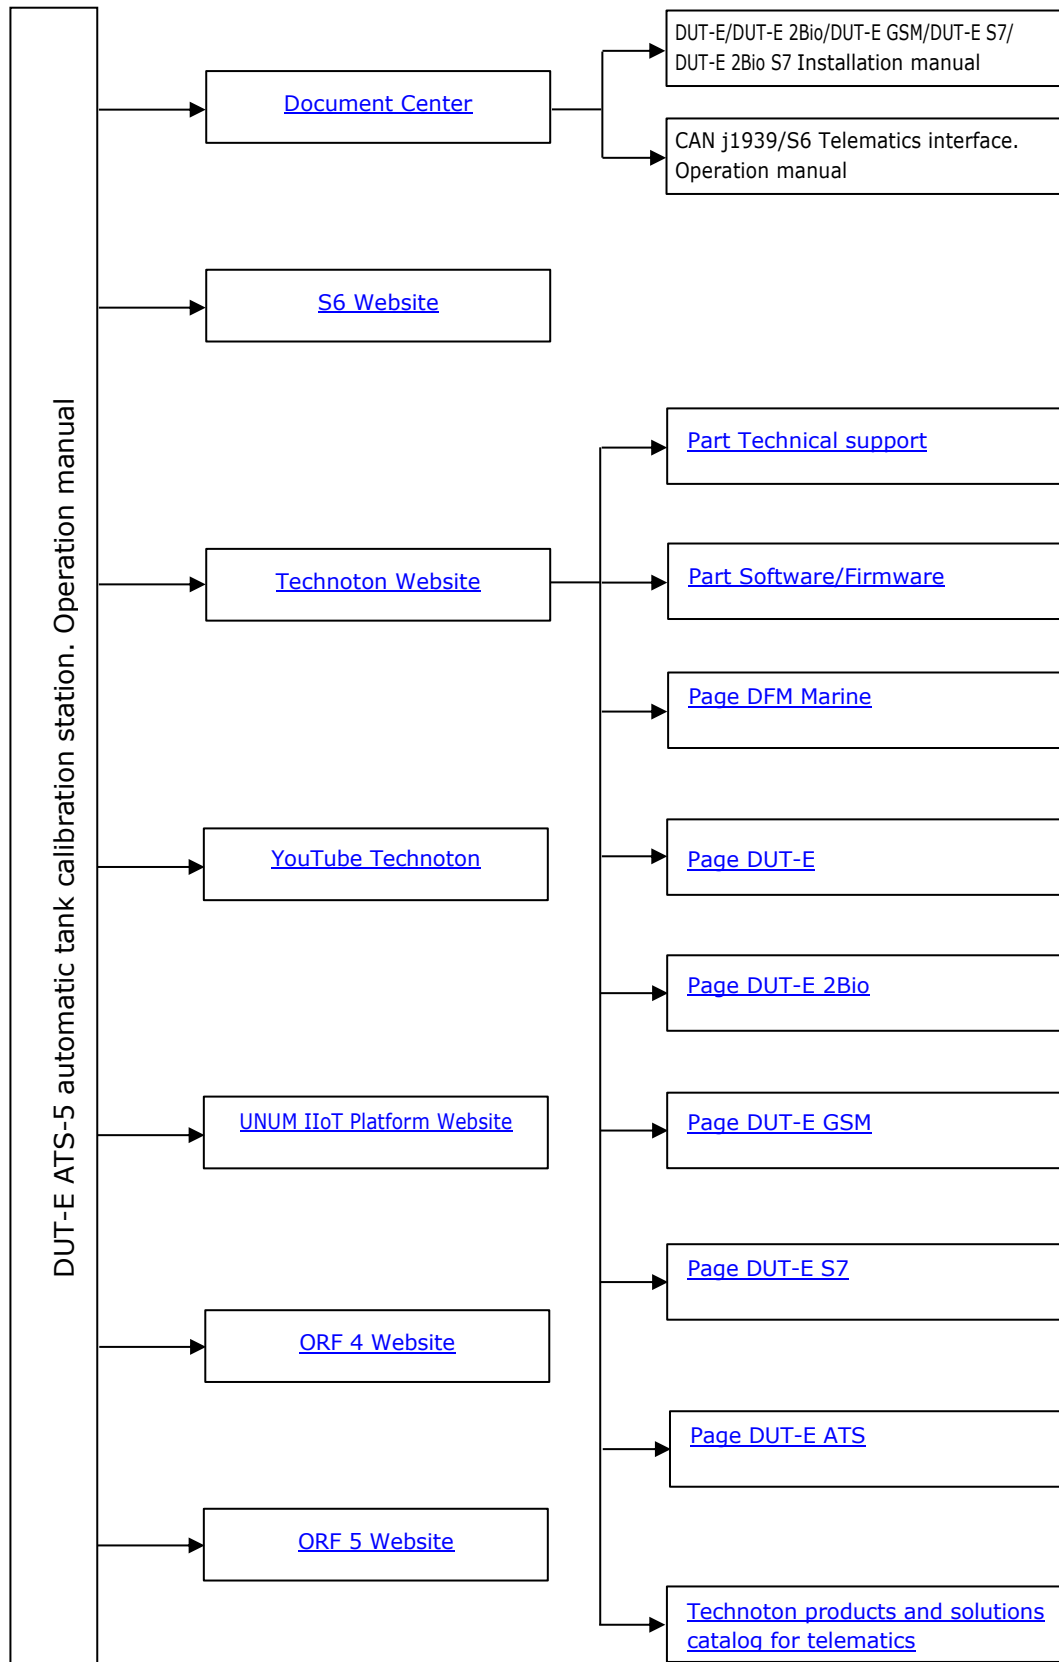 DUT-E ATS-5 automatic tank calibration station. Operation manual
Document Center
DUT-E/DUT-E 2Bio/DUT-E GSM/DUT-E S7/
DUT-E 2Bio S7 Installation manual
CAN j1939/S6 Telematics interface.
Operation manual
S6 Website
Technoton Website
Part Technical support
Part Software/Firmware
Page DFM Marine
Page DUT-E
Page DUT-E 2Bio
Page DUT-E GSM
Page DUT-E S7
Page DUT-E ATS
Technoton products and solutions
catalog for telematics
YouTube Technoton
UNUM IIoT Platform Website
ORF 4 Website
ORF 5 Website